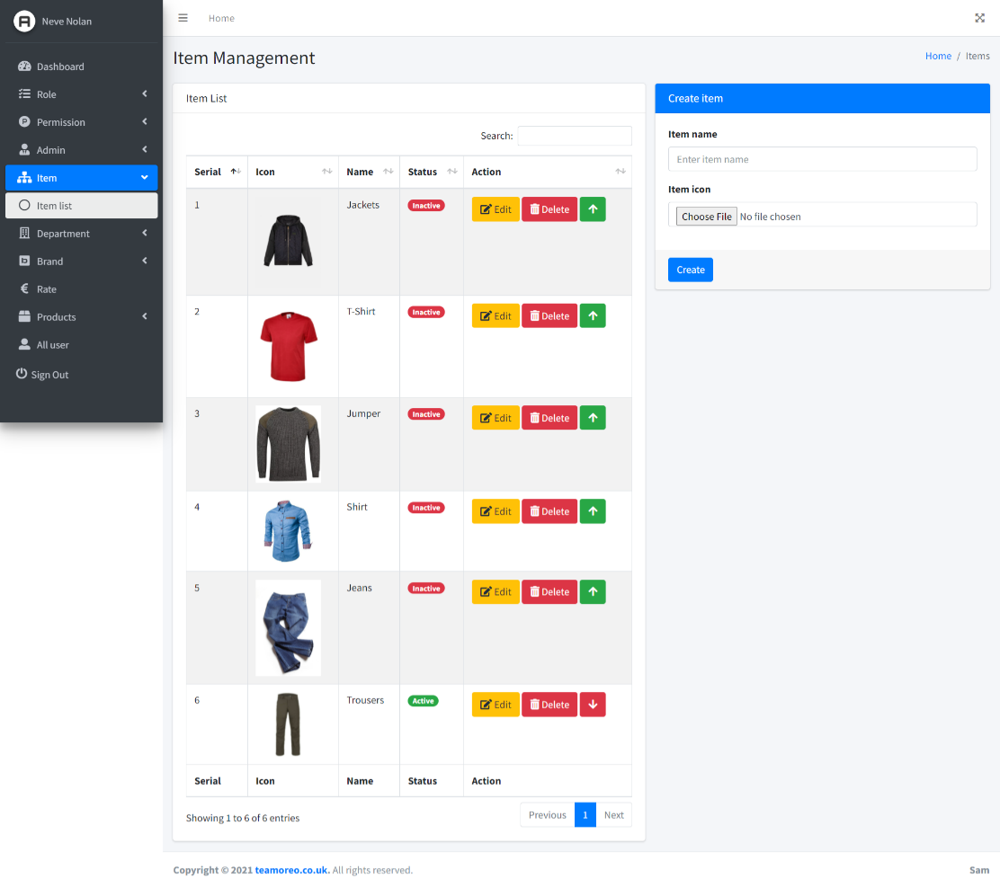 Neve Nolan
Home
Dashboard
Role
Permission
Admin
Item
Item list
Department
Brand
Rate
Products
All user
Sign Out
Item Management
Home / Items
Item List
Search:
Serial Icon Name Status Action
1 Jackets Inactive Edit Delete
2 T-Shirt Inactive Edit Delete
3 Jumper Inactive Edit Delete
4 Shirt Inactive Edit Delete
5 Jeans Inactive Edit Delete
6 Trousers Active Edit Delete
Serial Icon Name Status Action
Showing 1 to 6 of 6 entries
Previous 1 Next
Create item
Item name
Enter item name
Item icon
Choose File No file chosen
Create
Copyright © 2021 teamoreo.co.uk. All rights reserved.
Sam